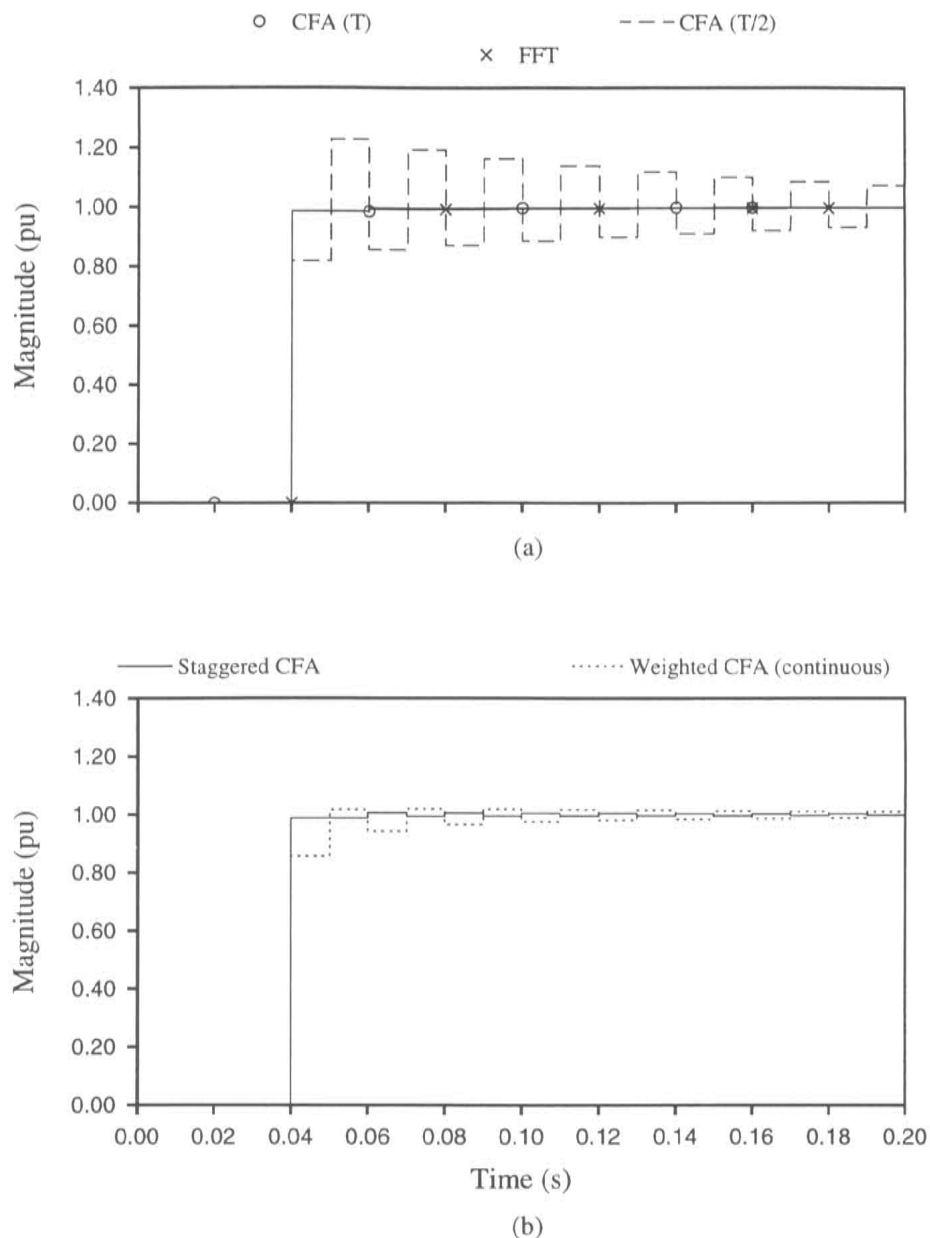 CFA (T)
CFA (T/2)
FFT
1.40
1.20
1.00
0.80
0.60
0.40
0.20
0.00
Magnitude (pu)
(a)
Staggered CFA
Weighted CFA (continuous)
1.40
1.20
1.00
0.80
0.60
0.40
0.20
0.00
Magnitude (pu)
0.00 0.02 0.04 0.06 0.08 0.10 0.12 0.14 0.16 0.18 0.20
Time (s)
(b)